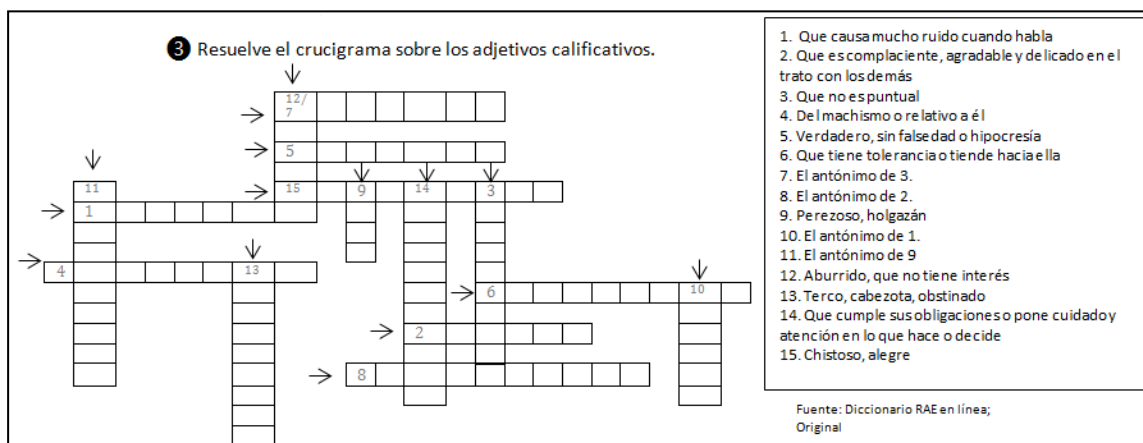 3 Resuelve el crucigrama sobre los adjetivos calificativos.
12/
7
5
11
15
9
14
3
1
4
13
6
10
2
8
1. Que causa mucho ruido cuando habla
2. Que es complaciente, agradable y delicado en el
trato con los demás
3. Que no es puntual
4. Del machismo o relativo a él
5. Verdadero, sin falsedad o hipocresía
6. Que tiene tolerancia o tiende hacia ella
7. El antónimo de 3.
8. El antónimo de 2.
9. Perezoso, holgazán
10. El antónimo de 1.
11. El antónimo de 9
12. Aburrido, que no tiene interés
13. Terco, cabezota, obstinado
14. Que cumple sus obligaciones o pone cuidado y
atención en lo que hace o decide
15. Chistoso, alegre
Fuente: Diccionario RAE en línea;
Original